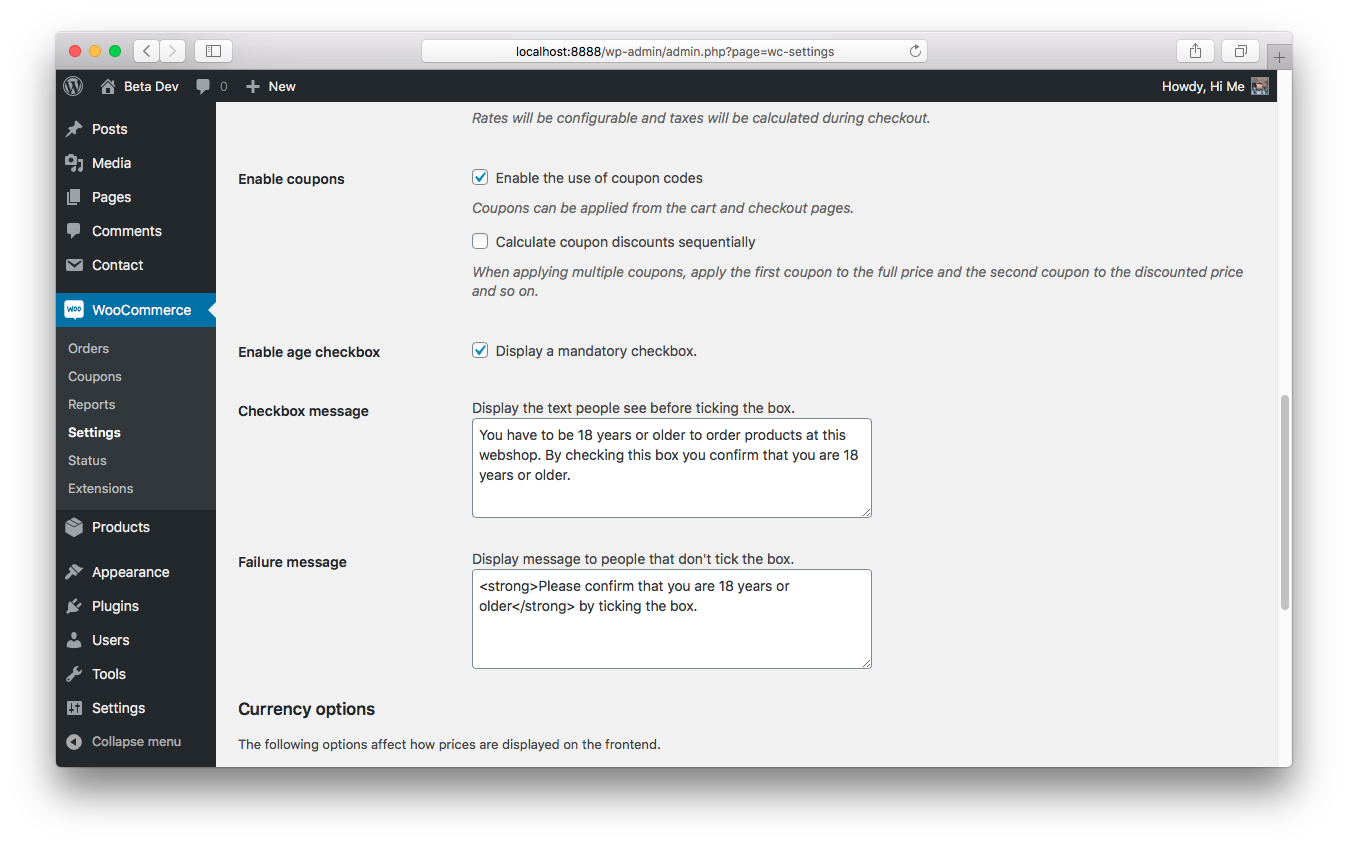 localhost:8888/wp-admin/admin.php?page=wc-settings
Beta Dev
0
New
Howdy, Hi Me
Posts
Media
Pages
Comments
Contact
woo
WooCommerce
Orders
Coupons
Reports
Settings
Status
Extensions
Products
Appearance
Plugins
Users
Tools
Settings
Collapse menu
Rates will be configurable and taxes will be calculated during checkout.
Enable coupons
Enable the use of coupon codes
Coupons can be applied from the cart and checkout pages.
Calculate coupon discounts sequentially
When applying multiple coupons, apply the first coupon to the full price and the second coupon to the discounted price
and so on.
Enable age checkbox
Display a mandatory checkbox.
Checkbox message
Display the text people see before ticking the box.
You have to be 18 years or older to order products at this
webshop. By checking this box you confirm that you are 18
years or older.
Failure message
Display message to people that don't tick the box.
<strong>Please confirm that you are 18 years or
older</strong> by ticking the box.
Currency options
The following options affect how prices are displayed on the frontend.